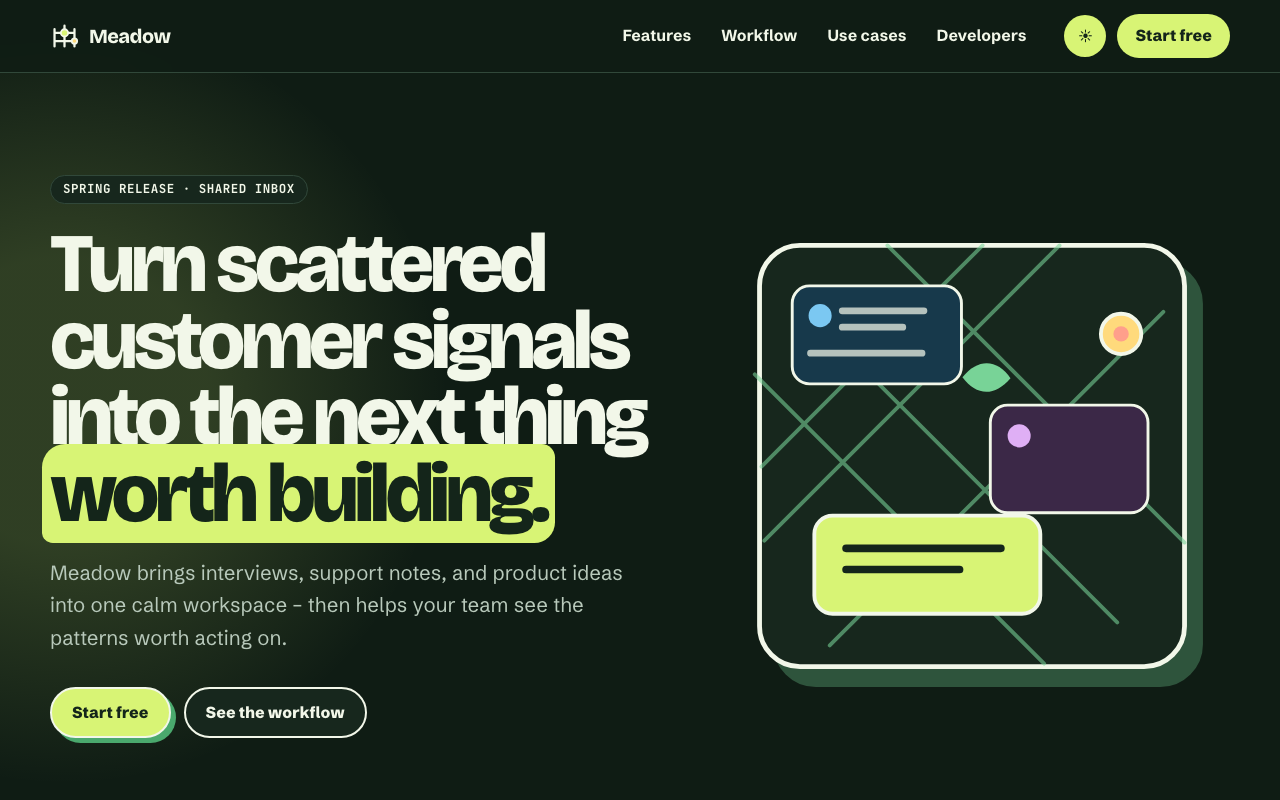 Meadow
Features
Workflow
Use cases
Developers
Start free
SPRING RELEASE · SHARED INBOX
Turn scattered
customer signals
into the next thing
worth building.
Meadow brings interviews, support notes, and product ideas
into one calm workspace – then helps your team see the
patterns worth acting on.
Start free
See the workflow